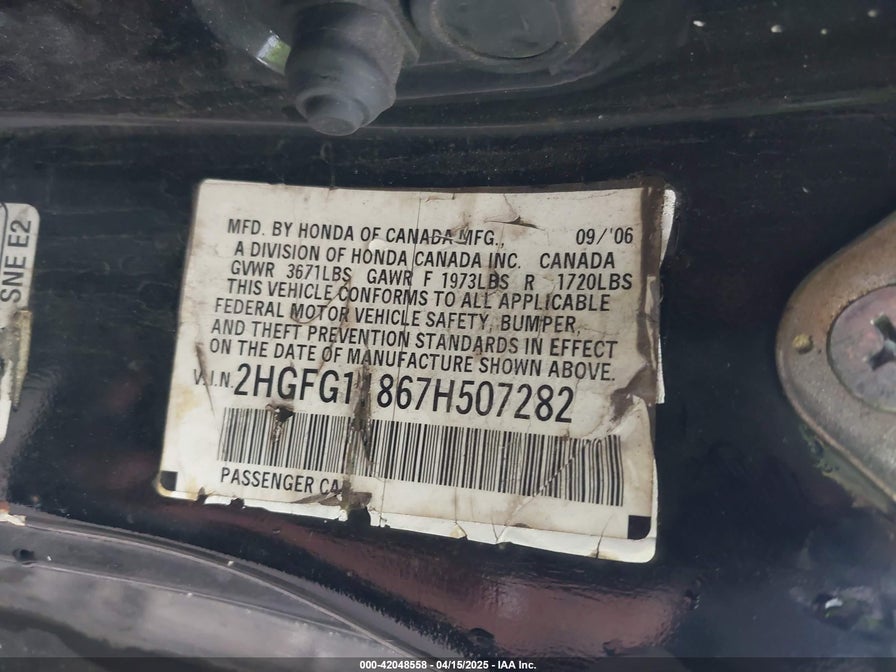 SNE E2
MFD. BY HONDA OF CANADA MFG., 09/'06
A DIVISION OF HONDA CANADA INC. CANADA
GVWR 3671LBS GAWR F 1973LBS R 1720LBS
THIS VEHICLE CONFORMS TO ALL APPLICABLE
FEDERAL MOTOR VEHICLE SAFETY, BUMPER,
AND THEFT PREVENTION STANDARDS IN EFFECT
ON THE DATE OF MANUFACTURE SHOWN ABOVE.
V.I.N. 2HGFG11867H507282
PASSENGER CA
000-42048558 - 04/15/2025 - IAA Inc.